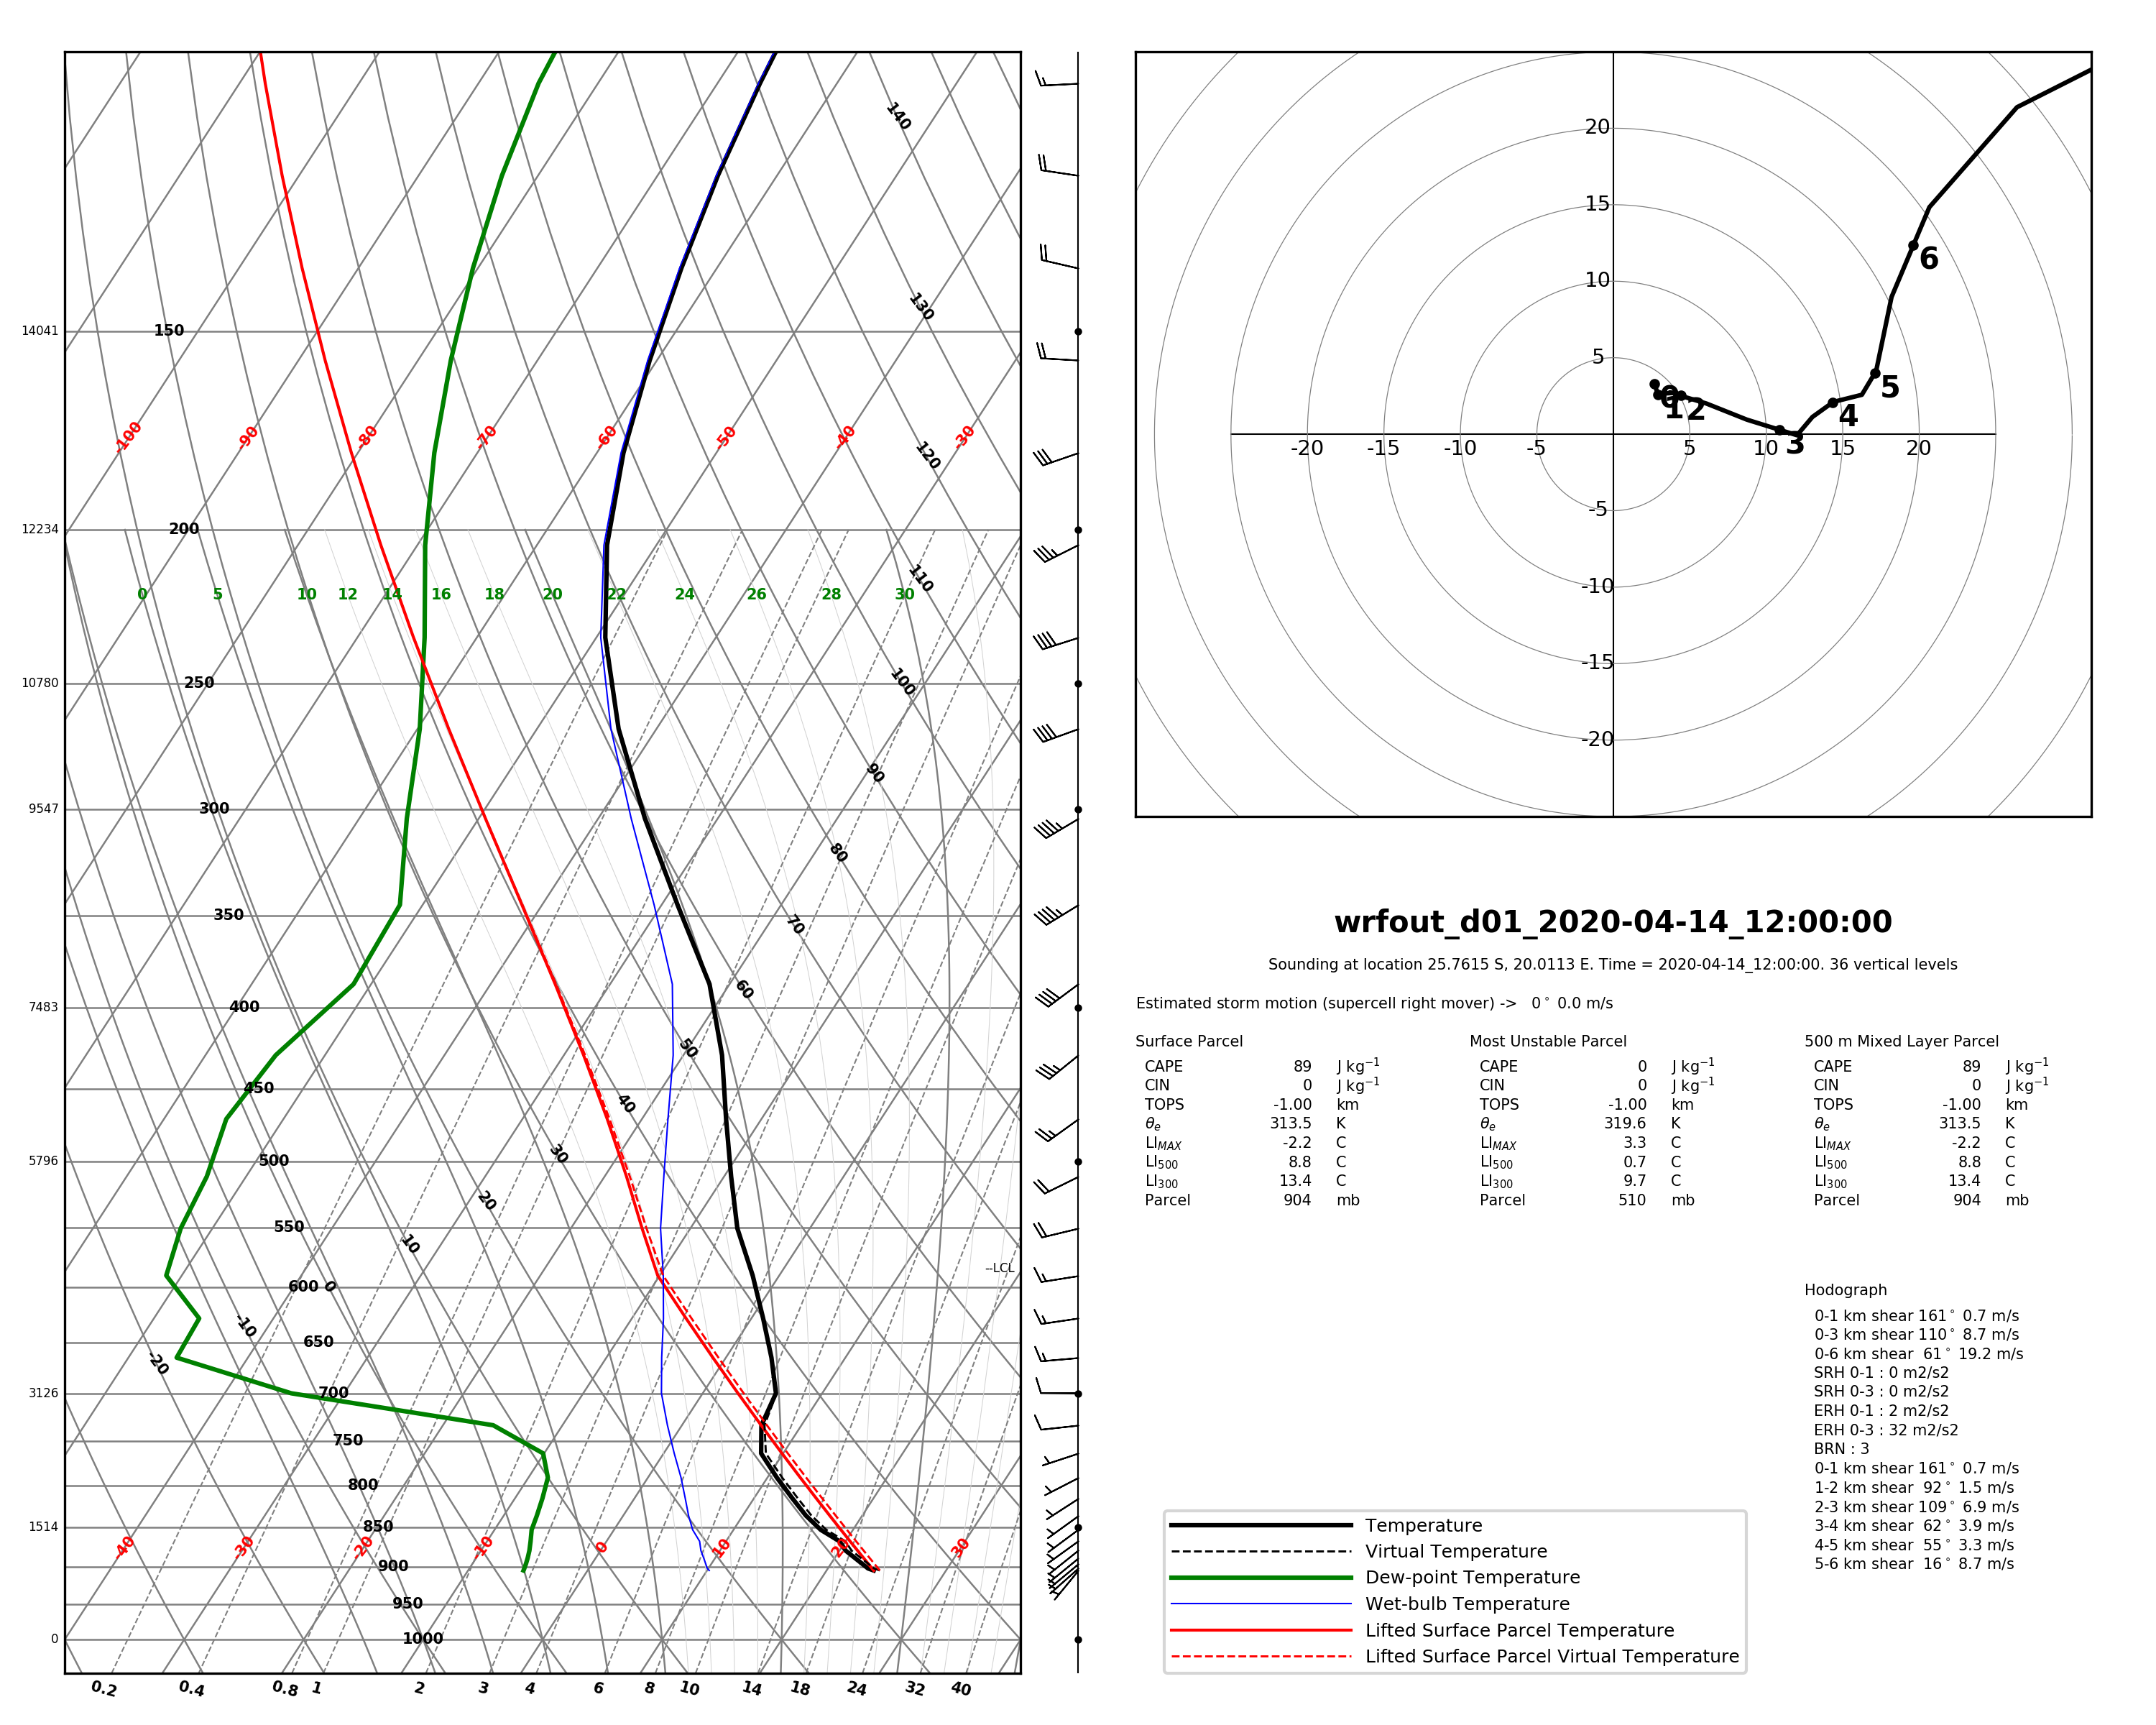 140
130
120
110
100
90
80
70
60
50
40
30
20
10
0
-10
-20
14041 150
-100 -90 -80 -70 -60 -50 -40 -30
12234 200
0 5 10 12 14 16 18 20 22 24 26 28 30
10780 250
9547 300
350
7483 400
450
5796 500
550
--LCL
600
650
3126 700
750
800
1514 850
-40 -30 -20 -10 0 10 20 30
900
950
0 1000
0.2 0.4 0.8 1 2 3 4 6 8 10 14 18 24 32 40
20
15
10
5
-20 -15 -10 -5 5 10 15 20
-5
-10
-15
-20
0 1 2 3 4 5 6
wrfout_d01_2020-04-14_12:00:00
Sounding at location 25.7615 S, 20.0113 E. Time = 2020-04-14_12:00:00. 36 vertical levels
Estimated storm motion (supercell right mover) -> 0° 0.0 m/s
Surface Parcel
CAPE 89 J kg⁻¹
CIN 0 J kg⁻¹
TOPS -1.00 km
θe 313.5 K
LI_MAX -2.2 C
LI_500 8.8 C
LI_300 13.4 C
Parcel 904 mb
Most Unstable Parcel
CAPE 0 J kg⁻¹
CIN 0 J kg⁻¹
TOPS -1.00 km
θe 319.6 K
LI_MAX 3.3 C
LI_500 0.7 C
LI_300 9.7 C
Parcel 510 mb
500 m Mixed Layer Parcel
CAPE 89 J kg⁻¹
CIN 0 J kg⁻¹
TOPS -1.00 km
θe 313.5 K
LI_MAX -2.2 C
LI_500 8.8 C
LI_300 13.4 C
Parcel 904 mb
Hodograph
0-1 km shear 161° 0.7 m/s
0-3 km shear 110° 8.7 m/s
0-6 km shear 61° 19.2 m/s
SRH 0-1 : 0 m2/s2
SRH 0-3 : 0 m2/s2
ERH 0-1 : 2 m2/s2
ERH 0-3 : 32 m2/s2
BRN : 3
0-1 km shear 161° 0.7 m/s
1-2 km shear 92° 1.5 m/s
2-3 km shear 109° 6.9 m/s
3-4 km shear 62° 3.9 m/s
4-5 km shear 55° 3.3 m/s
5-6 km shear 16° 8.7 m/s
Temperature
Virtual Temperature
Dew-point Temperature
Wet-bulb Temperature
Lifted Surface Parcel Temperature
Lifted Surface Parcel Virtual Temperature